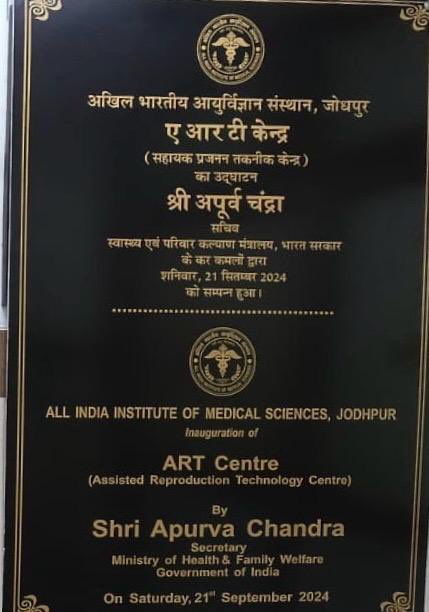 अखिल भारतीय आयुर्विज्ञान संस्थान, जोधपुर
ए आर टी केन्द्र
(सहायक प्रजनन तकनीक केन्द्र)
का उद्घाटन
श्री अपूर्व चंद्रा
सचिव
स्वास्थ्य एवं परिवार कल्याण मंत्रालय, भारत सरकार
के कर कमलों द्वारा
शनिवार, 21 सितम्बर 2024
को सम्पन्न हुआ।
ALL INDIA INSTITUTE OF MEDICAL SCIENCES, JODHPUR
Inauguration of
ART Centre
(Assisted Reproduction Technology Centre)
By
Shri Apurva Chandra
Secretary
Ministry of Health & Family Welfare
Government of India
On Saturday, 21st September 2024